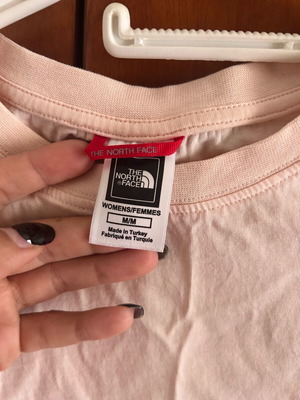 THE NORTH FACE
THE
NORTH
FACE
WOMENS/FEMMES
M/M
Made in Turkey
Fabriqué en Turquie